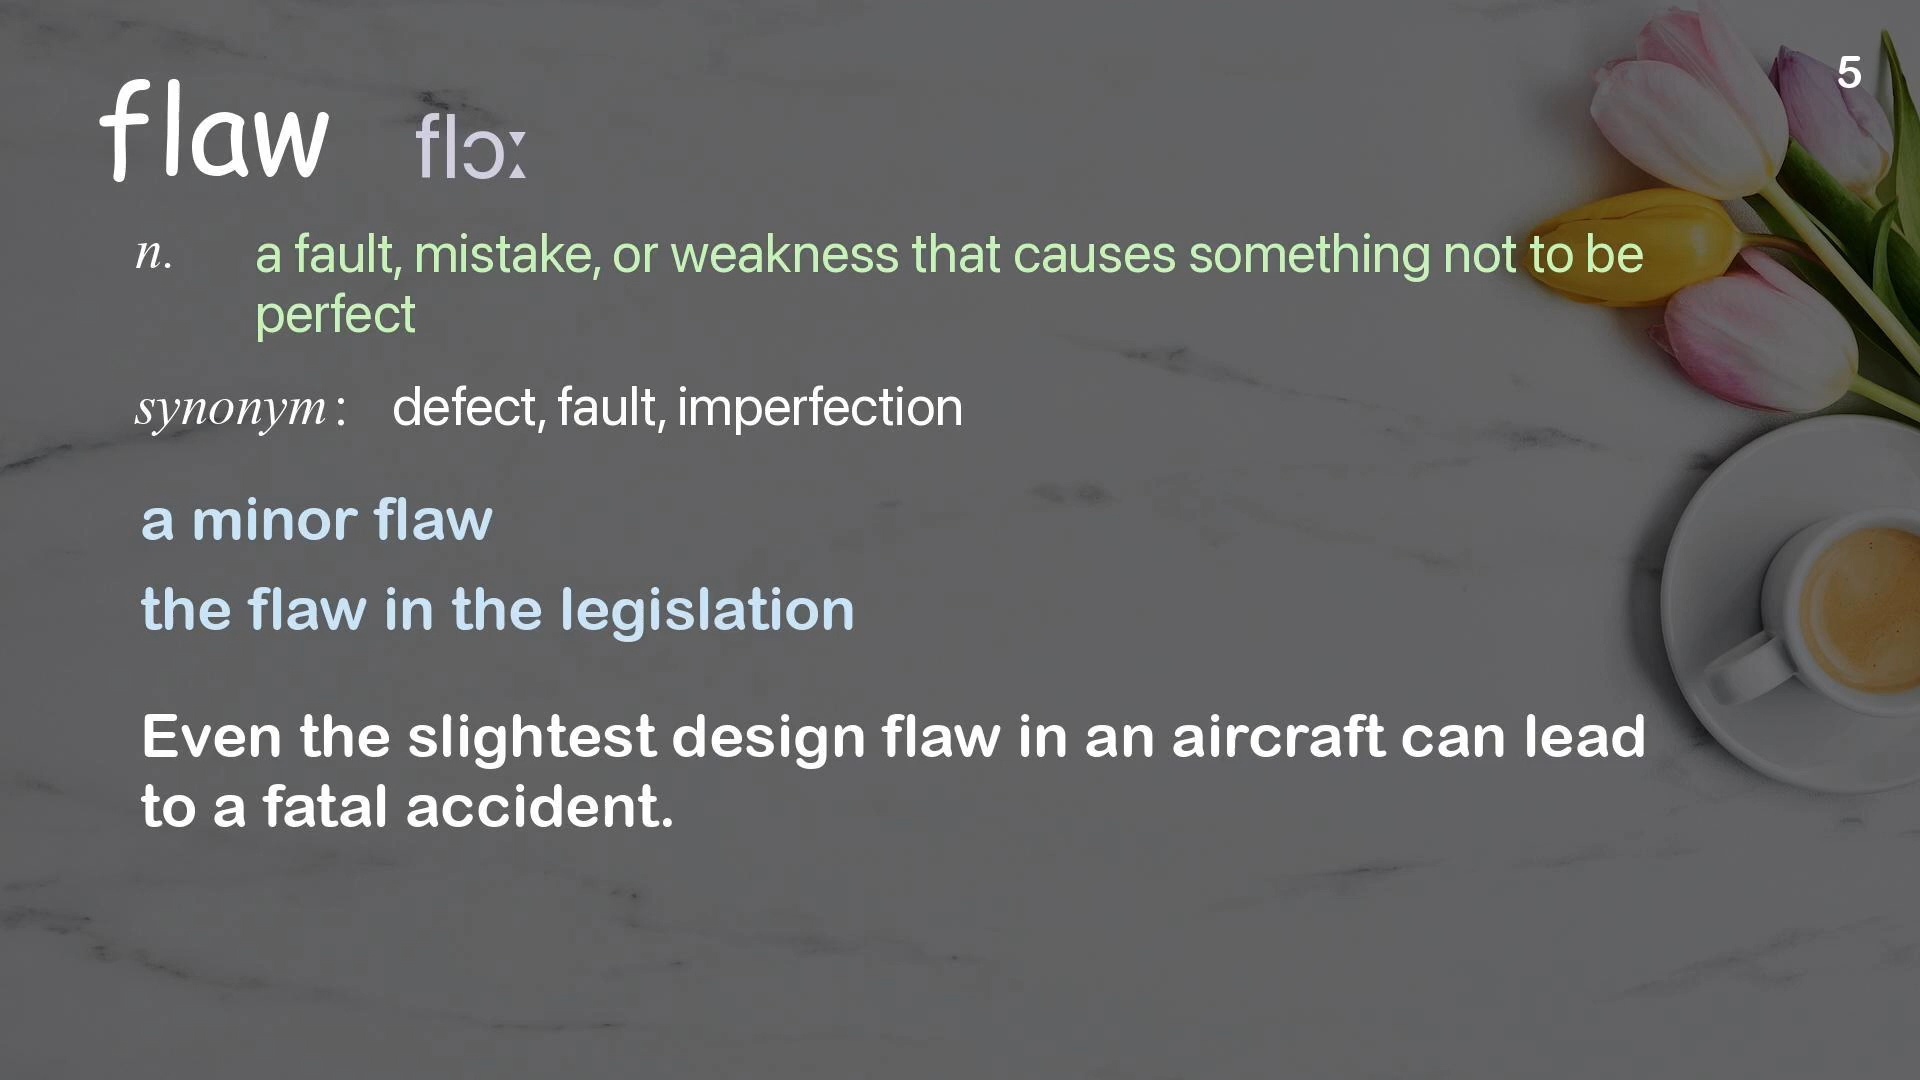 5
flaw flɔː
n. a fault, mistake, or weakness that causes something not to be
perfect
synonym: defect, fault, imperfection
a minor flaw
the flaw in the legislation
Even the slightest design flaw in an aircraft can lead
to a fatal accident.